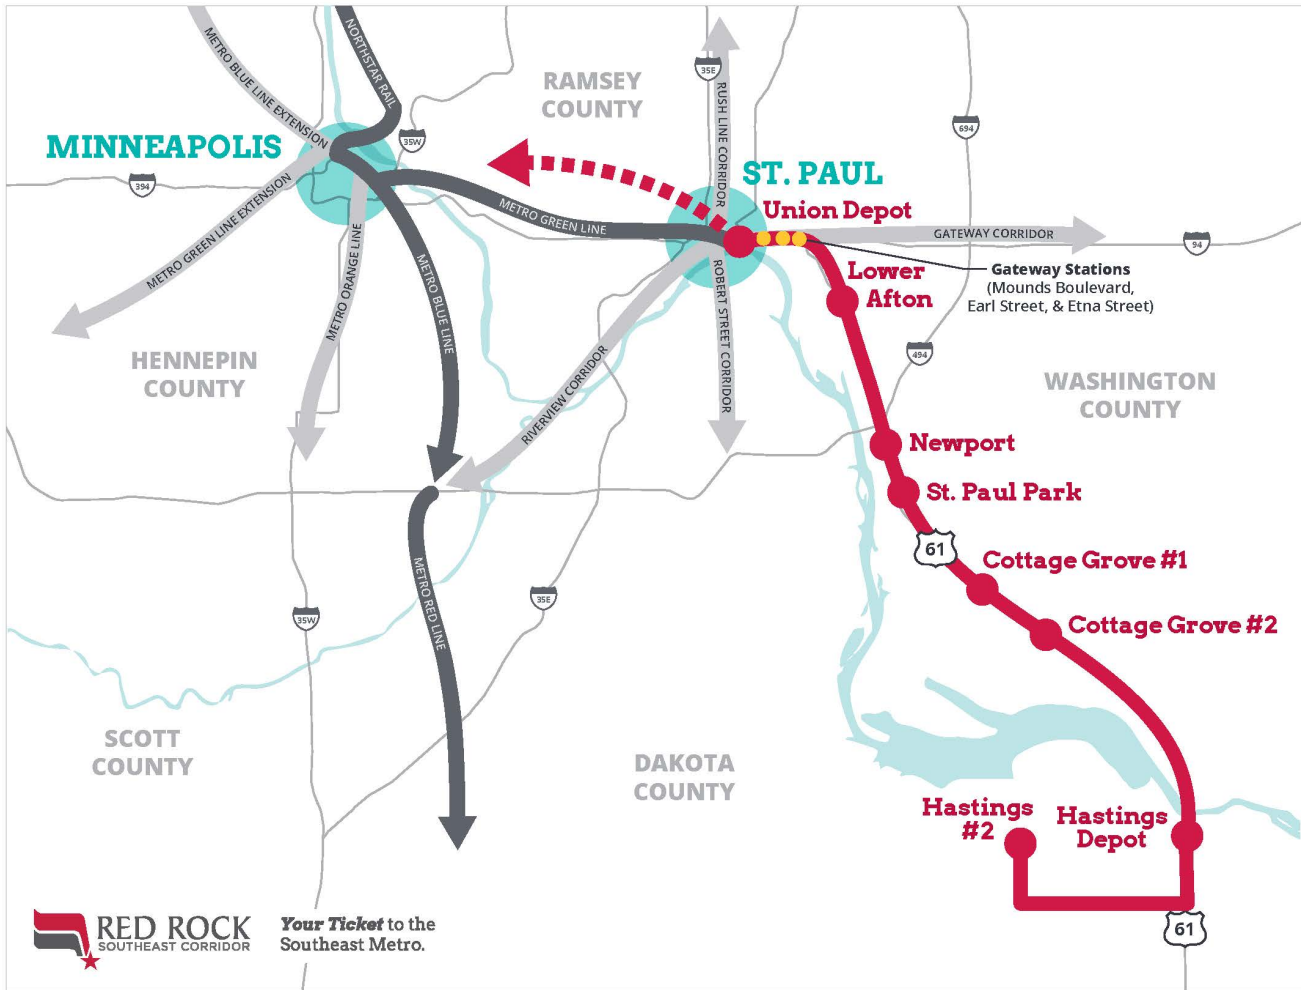 METRO BLUE LINE EXTENSION
NORTHSTAR RAIL
RAMSEY
COUNTY
35E
RUSH LINE CORRIDOR
694
35W
MINNEAPOLIS
394
ST. PAUL
Union Depot
METRO GREEN LINE EXTENSION
METRO ORANGE LINE
METRO GREEN LINE
GATEWAY CORRIDOR
94
Gateway Stations
(Mounds Boulevard,
Earl Street, & Etna Street)
Lower
Afton
METRO BLUE LINE
ROBERT STREET CORRIDOR
RIVERVIEW CORRIDOR
494
HENNEPIN
COUNTY
WASHINGTON
COUNTY
Newport
St. Paul Park
61
Cottage Grove #1
Cottage Grove #2
METRO RED LINE
35W
35E
SCOTT
COUNTY
DAKOTA
COUNTY
Hastings
#2
Hastings
Depot
61
RED ROCK
SOUTHEAST CORRIDOR
Your Ticket to the
Southeast Metro.